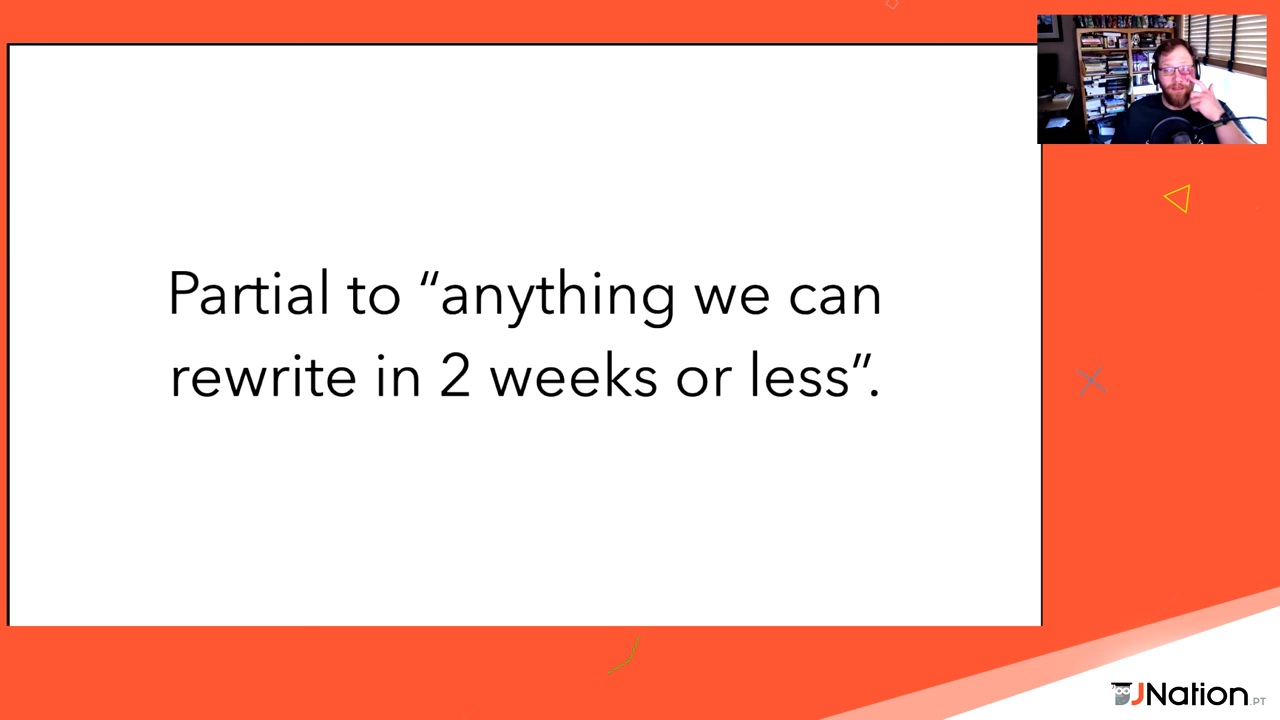 Partial to “anything we can
rewrite in 2 weeks or less”.
JNation.PT